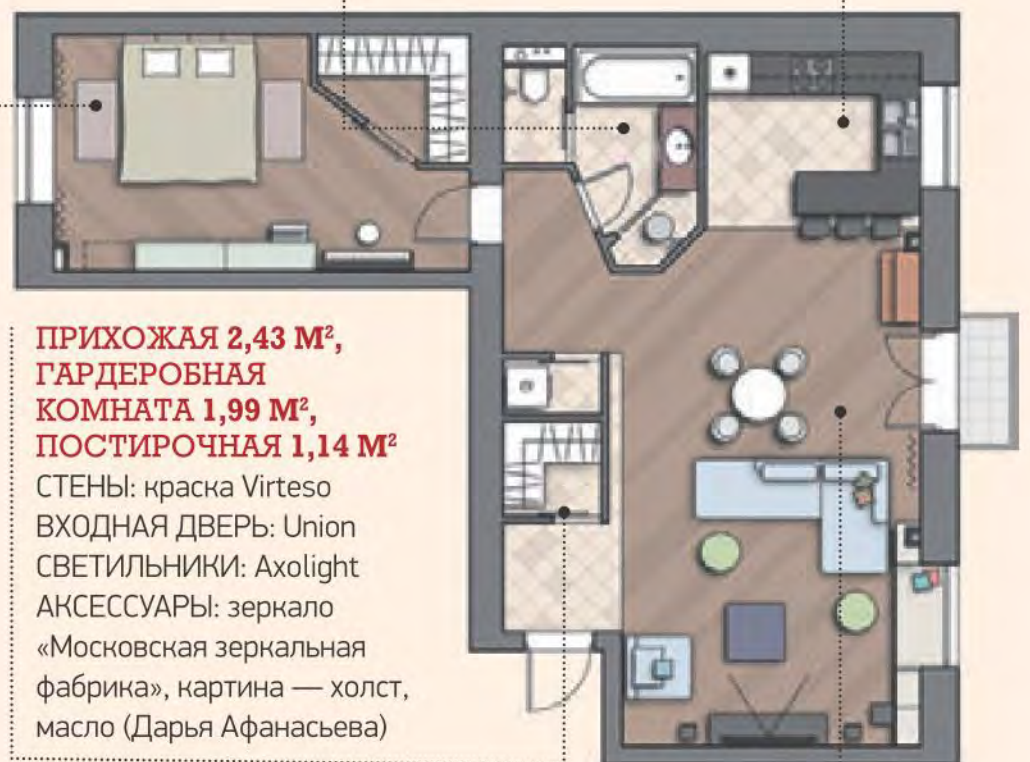 ПРИХОЖАЯ 2,43 М²,
ГАРДЕРОБНАЯ
КОМНАТА 1,99 М²,
ПОСТИРОЧНАЯ 1,14 М²
СТЕНЫ: краска Virteso
ВХОДНАЯ ДВЕРЬ: Union
СВЕТИЛЬНИКИ: Axolight
АКСЕССУАРЫ: зеркало
«Московская зеркальная
фабрика», картина — холст,
масло (Дарья Афанасьева)